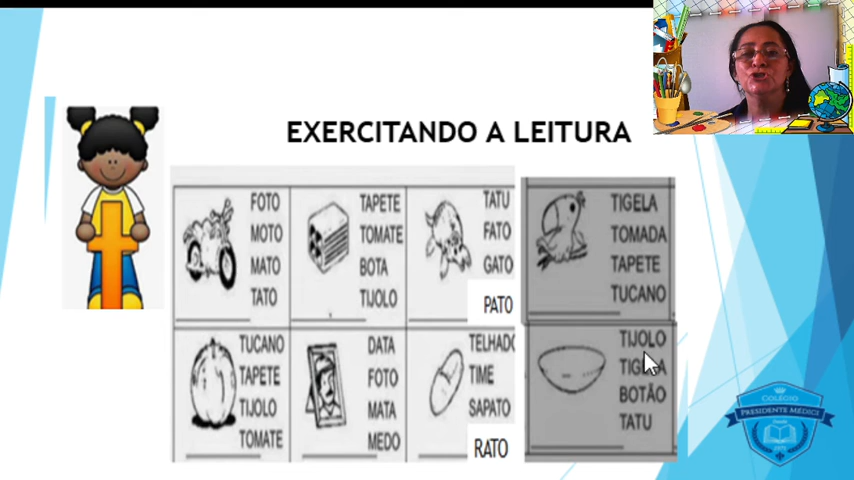 EXERCITANDO A LEITURA
FOTO
MOTO
MATO
TATO
TAPETE
TOMATE
BOTA
TIJOLO
TATU
FATO
GATO
PATO
TIGELA
TOMADA
TAPETE
TUCANO
TUCANO
TAPETE
TIJOLO
TOMATE
DATA
FOTO
MATA
MEDO
TELHADO
TIME
SAPATO
RATO
TIJOLO
TIGELA
BOTÃO
TATU
t
COLÉGIO
PRESIDENTE MÉDICI